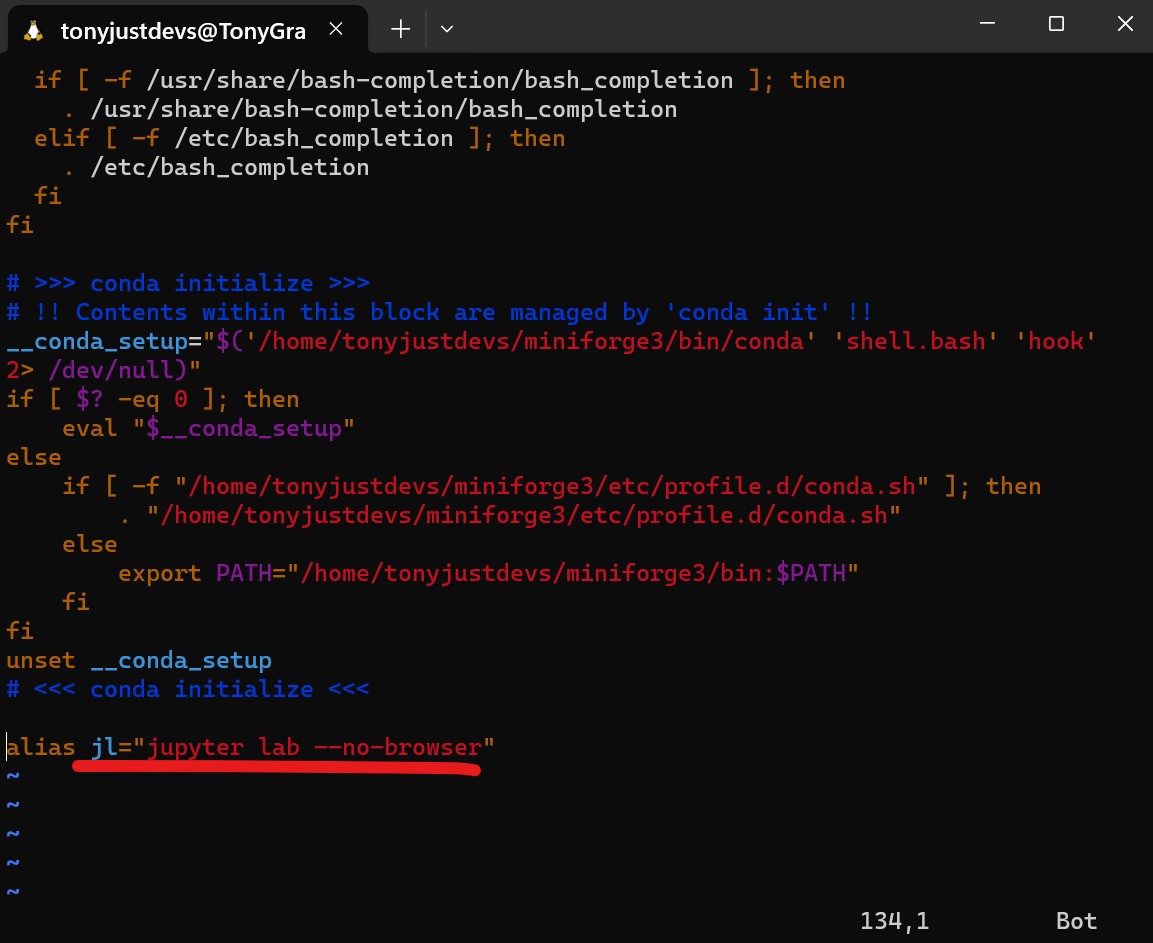 tonyjustdevs@TonyGra
if [ -f /usr/share/bash-completion/bash_completion ]; then
. /usr/share/bash-completion/bash_completion
elif [ -f /etc/bash_completion ]; then
. /etc/bash_completion
fi
fi
# >>> conda initialize >>>
# !! Contents within this block are managed by 'conda init' !!
__conda_setup="$('/home/tonyjustdevs/miniforge3/bin/conda' 'shell.bash' 'hook'
2> /dev/null)"
if [ $? -eq 0 ]; then
eval "$__conda_setup"
else
if [ -f "/home/tonyjustdevs/miniforge3/etc/profile.d/conda.sh" ]; then
. "/home/tonyjustdevs/miniforge3/etc/profile.d/conda.sh"
else
export PATH="/home/tonyjustdevs/miniforge3/bin:$PATH"
fi
fi
unset __conda_setup
# <<< conda initialize <<<
alias jl="jupyter lab --no-browser"
~
~
~
~
~
134,1 Bot